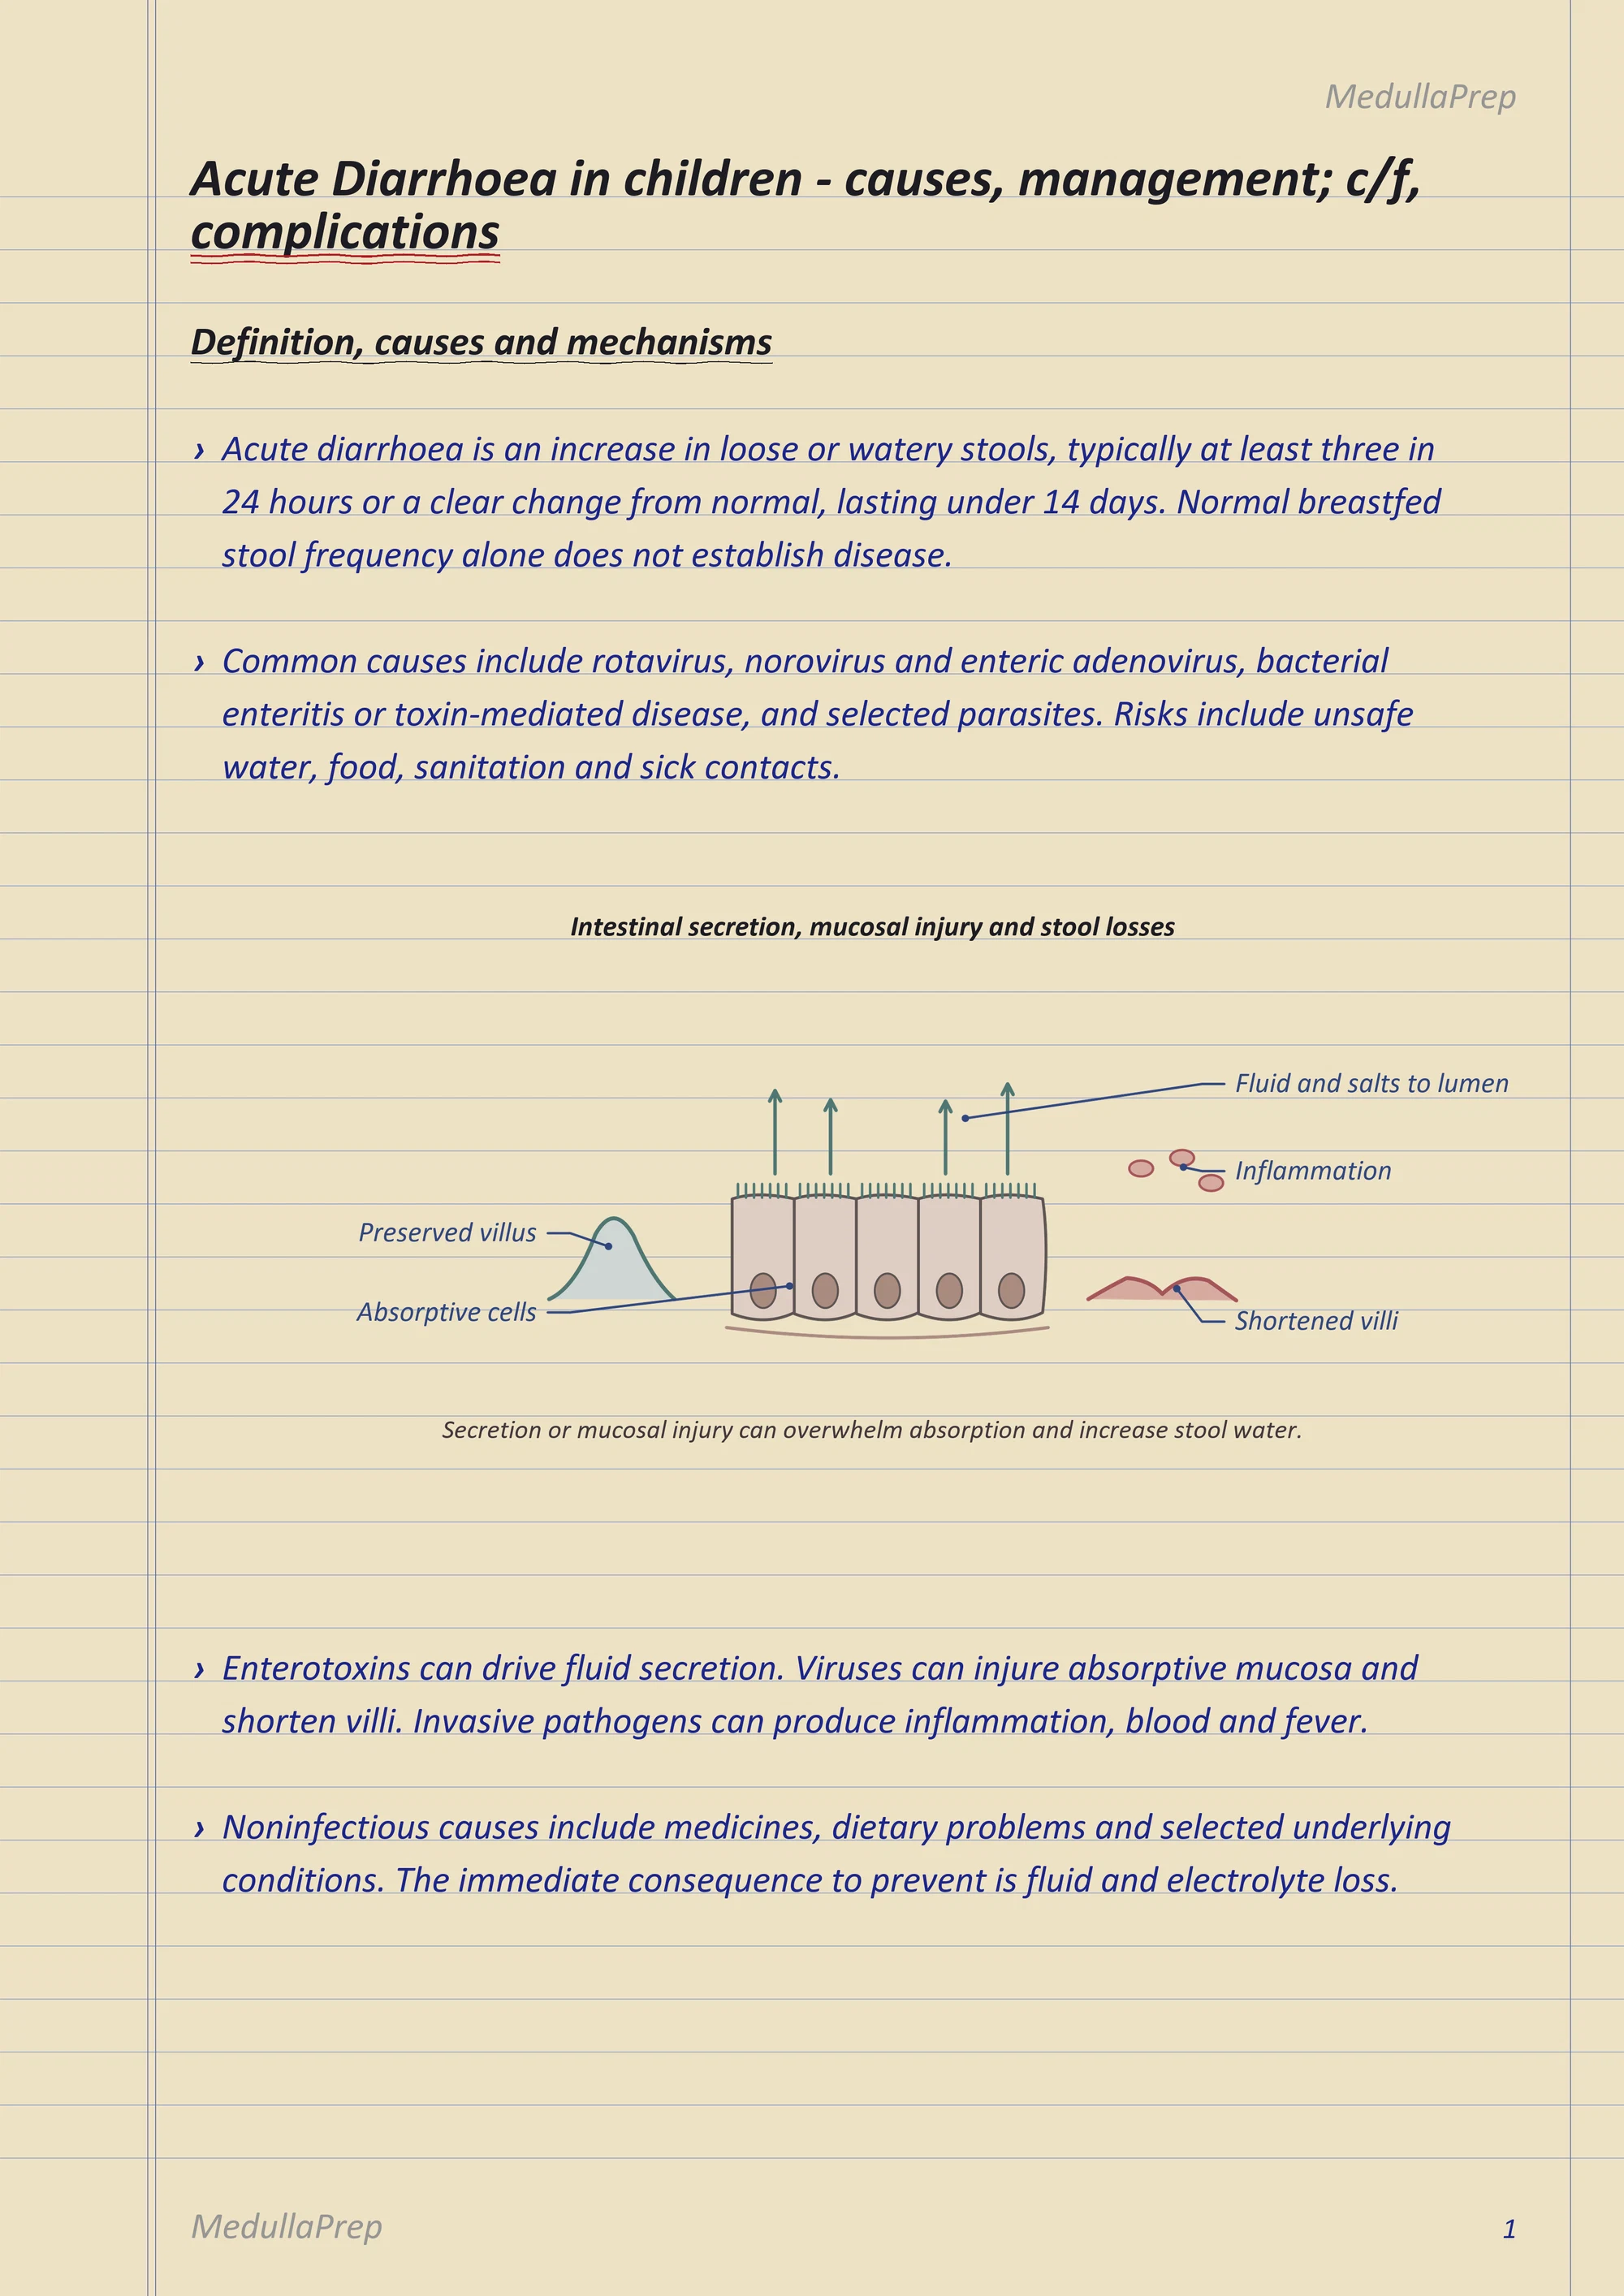 MedullaPrep
Acute Diarrhoea in children - causes, management; c/f,
complications
Definition, causes and mechanisms
› Acute diarrhoea is an increase in loose or watery stools, typically at least three in
24 hours or a clear change from normal, lasting under 14 days. Normal breastfed
stool frequency alone does not establish disease.
› Common causes include rotavirus, norovirus and enteric adenovirus, bacterial
enteritis or toxin-mediated disease, and selected parasites. Risks include unsafe
water, food, sanitation and sick contacts.
Intestinal secretion, mucosal injury and stool losses
Fluid and salts to lumen
Inflammation
Preserved villus
Absorptive cells
Shortened villi
Secretion or mucosal injury can overwhelm absorption and increase stool water.
› Enterotoxins can drive fluid secretion. Viruses can injure absorptive mucosa and
shorten villi. Invasive pathogens can produce inflammation, blood and fever.
› Noninfectious causes include medicines, dietary problems and selected underlying
conditions. The immediate consequence to prevent is fluid and electrolyte loss.
MedullaPrep
1